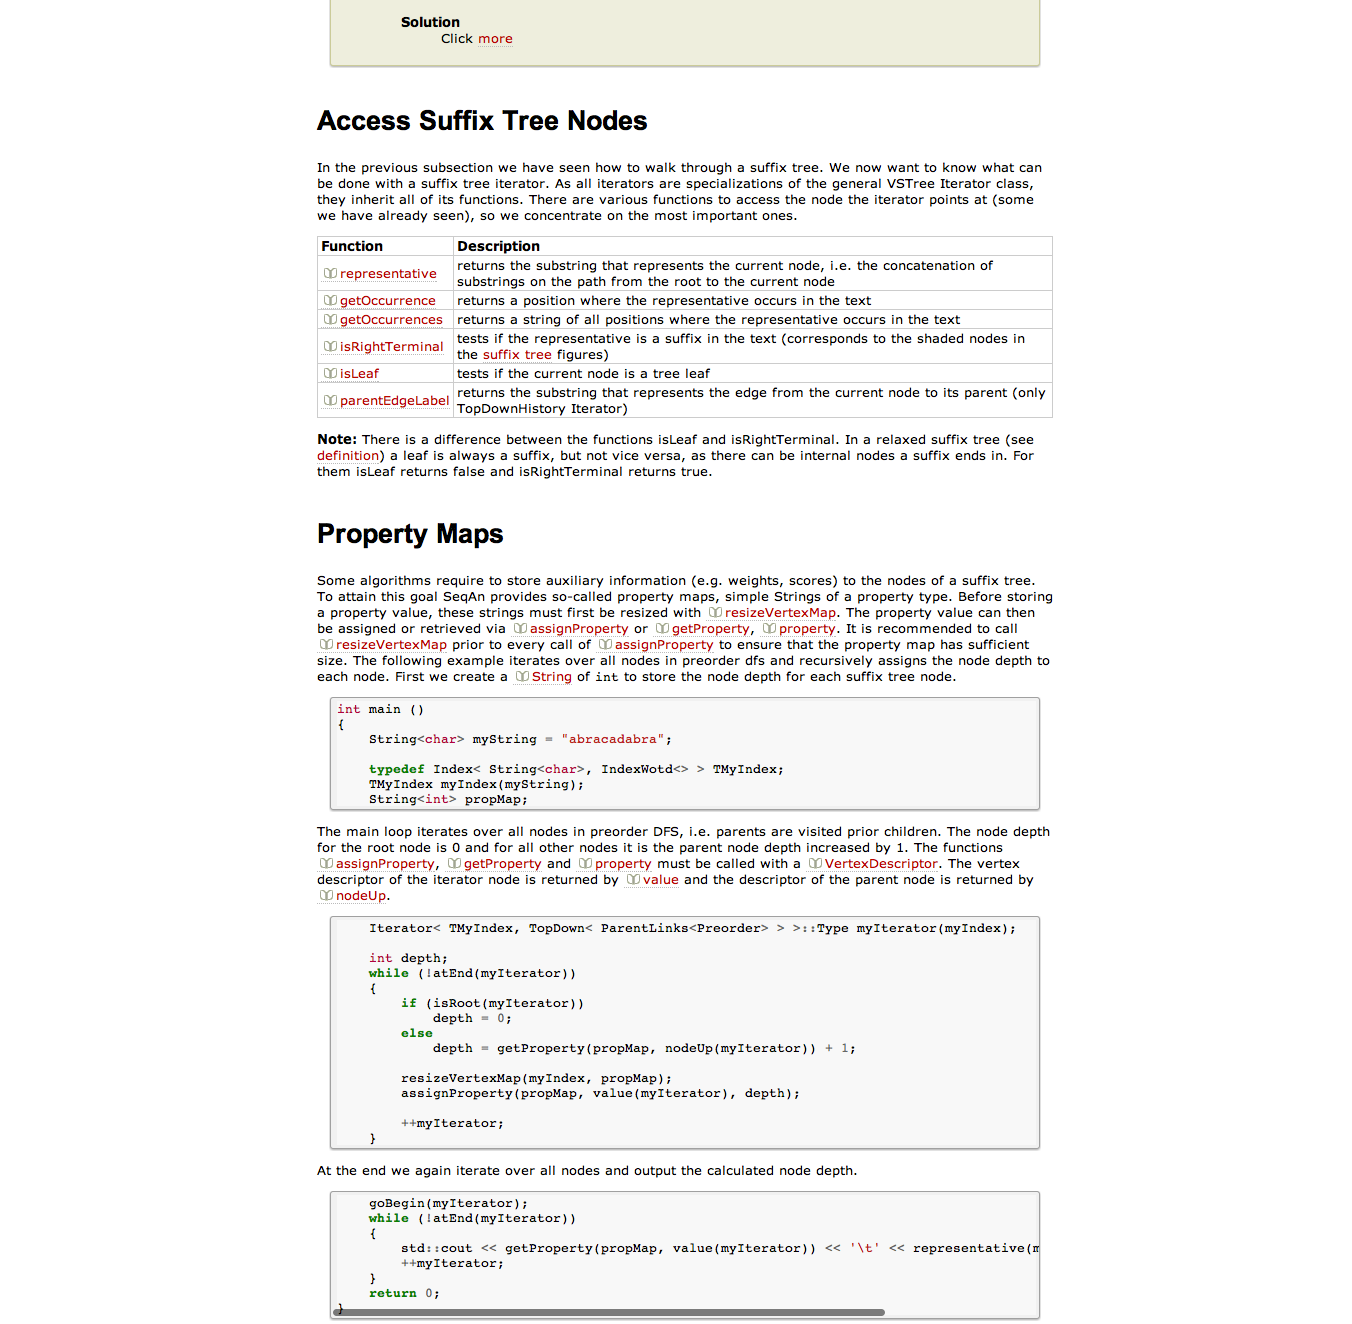 Solution
Click more
Access Suffix Tree Nodes
In the previous subsection we have seen how to walk through a suffix tree. We now want to know what can
be done with a suffix tree iterator. As all iterators are specializations of the general VSTree Iterator class,
they inherit all of its functions. There are various functions to access the node the iterator points at (some
we have already seen), so we concentrate on the most important ones.
Function Description
representative returns the substring that represents the current node, i.e. the concatenation of
substrings on the path from the root to the current node
getOccurrence returns a position where the representative occurs in the text
getOccurrences returns a string of all positions where the representative occurs in the text
isRightTerminal tests if the representative is a suffix in the text (corresponds to the shaded nodes in
the suffix tree figures)
isLeaf tests if the current node is a tree leaf
parentEdgeLabel returns the substring that represents the edge from the current node to its parent (only
TopDownHistory Iterator)
Note: There is a difference between the functions isLeaf and isRightTerminal. In a relaxed suffix tree (see
definition) a leaf is always a suffix, but not vice versa, as there can be internal nodes a suffix ends in. For
them isLeaf returns false and isRightTerminal returns true.
Property Maps
Some algorithms require to store auxiliary information (e.g. weights, scores) to the nodes of a suffix tree.
To attain this goal SeqAn provides so-called property maps, simple Strings of a property type. Before storing
a property value, these strings must first be resized with resizeVertexMap. The property value can then
be assigned or retrieved via assignProperty or getProperty, property. It is recommended to call
resizeVertexMap prior to every call of assignProperty to ensure that the property map has sufficient
size. The following example iterates over all nodes in preorder dfs and recursively assigns the node depth to
each node. First we create a String of int to store the node depth for each suffix tree node.
int main ()
{
String<char> myString = "abracadabra";
typedef Index< String<char>, IndexWotd<> > TMyIndex;
TMyIndex myIndex(myString);
String<int> propMap;
The main loop iterates over all nodes in preorder DFS, i.e. parents are visited prior children. The node depth
for the root node is 0 and for all other nodes it is the parent node depth increased by 1. The functions
assignProperty, getProperty and property must be called with a VertexDescriptor. The vertex
descriptor of the iterator node is returned by value and the descriptor of the parent node is returned by
nodeUp.
Iterator< TMyIndex, TopDown< ParentLinks<Preorder> > >::Type myIterator(myIndex);
int depth;
while (!atEnd(myIterator))
{
if (isRoot(myIterator))
depth = 0;
else
depth = getProperty(propMap, nodeUp(myIterator)) + 1;
resizeVertexMap(myIndex, propMap);
assignProperty(propMap, value(myIterator), depth);
++myIterator;
}
At the end we again iterate over all nodes and output the calculated node depth.
goBegin(myIterator);
while (!atEnd(myIterator))
{
std::cout << getProperty(propMap, value(myIterator)) << '\t' << representative(m
++myIterator;
}
return 0;
}